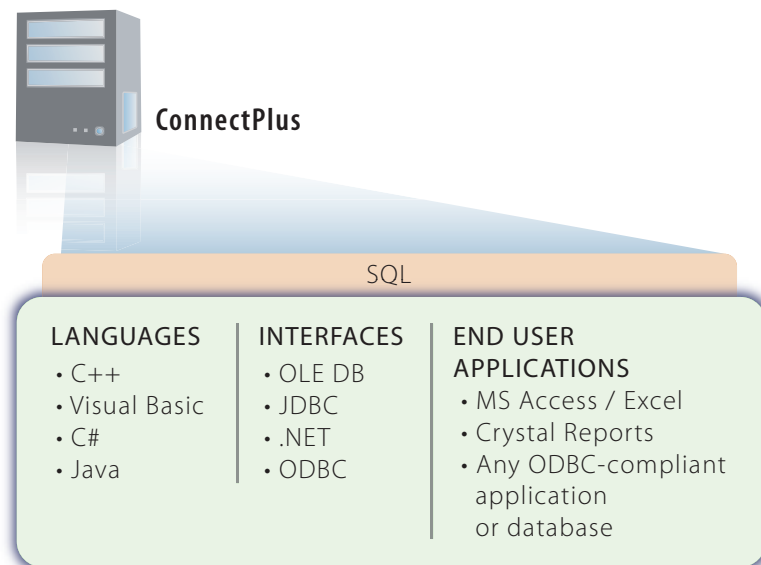 ConnectPlus
SQL
LANGUAGES
• C++
• Visual Basic
• C#
• Java
INTERFACES
• OLE DB
• JDBC
• .NET
• ODBC
END USER
APPLICATIONS
• MS Access / Excel
• Crystal Reports
• Any ODBC-compliant
application
or database